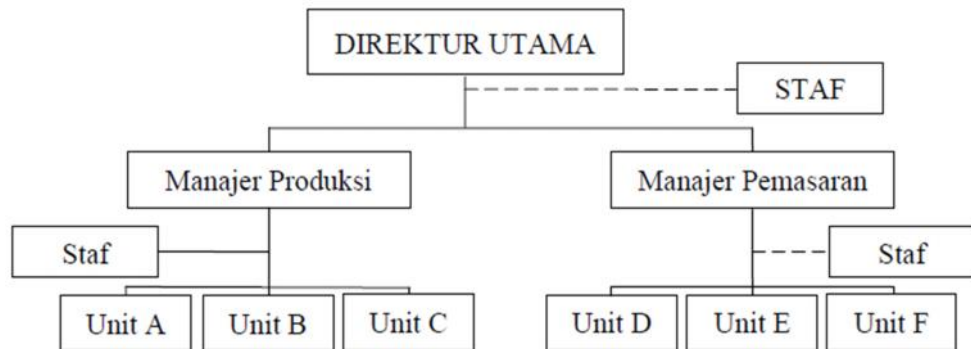 DIREKTUR UTAMA
STAF
Manajer Produksi
Manajer Pemasaran
Staf
Staf
Unit A
Unit B
Unit C
Unit D
Unit E
Unit F